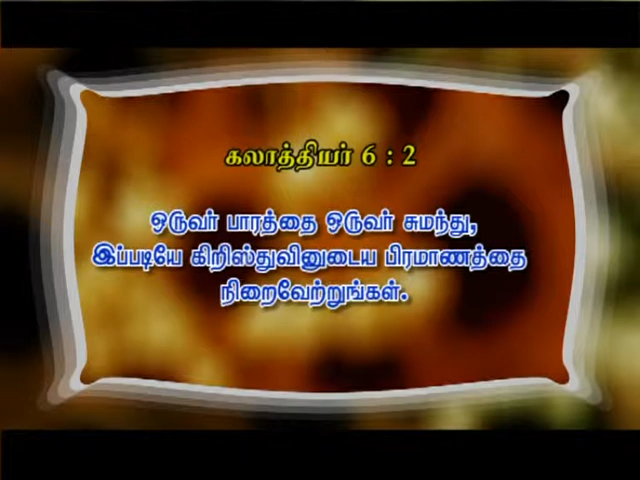 கலாத்தியர் 6 : 2
ஒருவர் பாரத்தை ஒருவர் சுமந்து,
இப்படியே கிறிஸ்துவினுடைய பிரமாணத்தை
நிறைவேற்றுங்கள்.